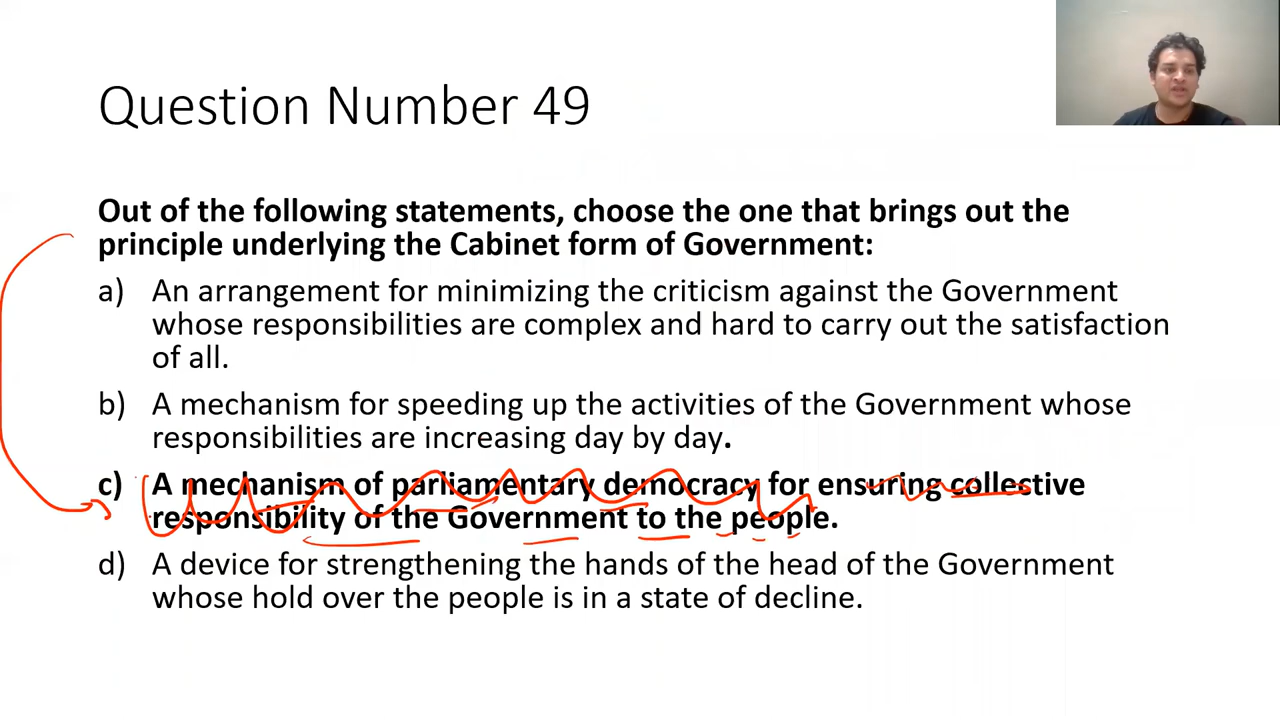 Question Number 49
Out of the following statements, choose the one that brings out the
principle underlying the Cabinet form of Government:
a) An arrangement for minimizing the criticism against the Government
whose responsibilities are complex and hard to carry out the satisfaction
of all.
b) A mechanism for speeding up the activities of the Government whose
responsibilities are increasing day by day.
c) A mechanism of parliamentary democracy for ensuring collective
responsibility of the Government to the people.
d) A device for strengthening the hands of the head of the Government
whose hold over the people is in a state of decline.